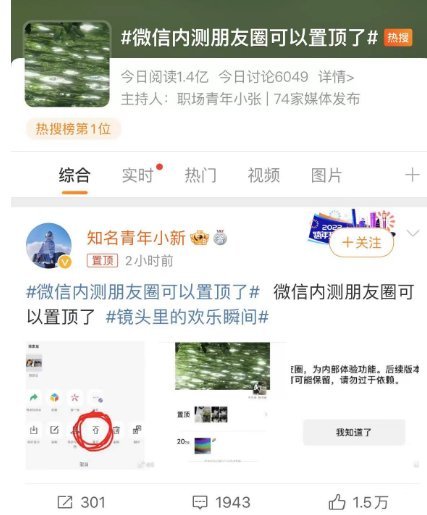 #微信内测朋友圈可以置顶了# 热搜
今日阅读1.4亿 今日讨论6049 详情>
主持人：职场青年小张 | 74家媒体发布
热搜榜第1位
综合 实时 热门 视频 图片
2022
知名青年小新
+关注
置顶 2小时前
#微信内测朋友圈可以置顶了# 微信内测朋友圈可
以置顶了 #镜头里的欢乐瞬间#
圈，为内部体验功能。后续版本
可能保留，请勿过于依赖。
置顶
我知道了
301 1943 1.5万